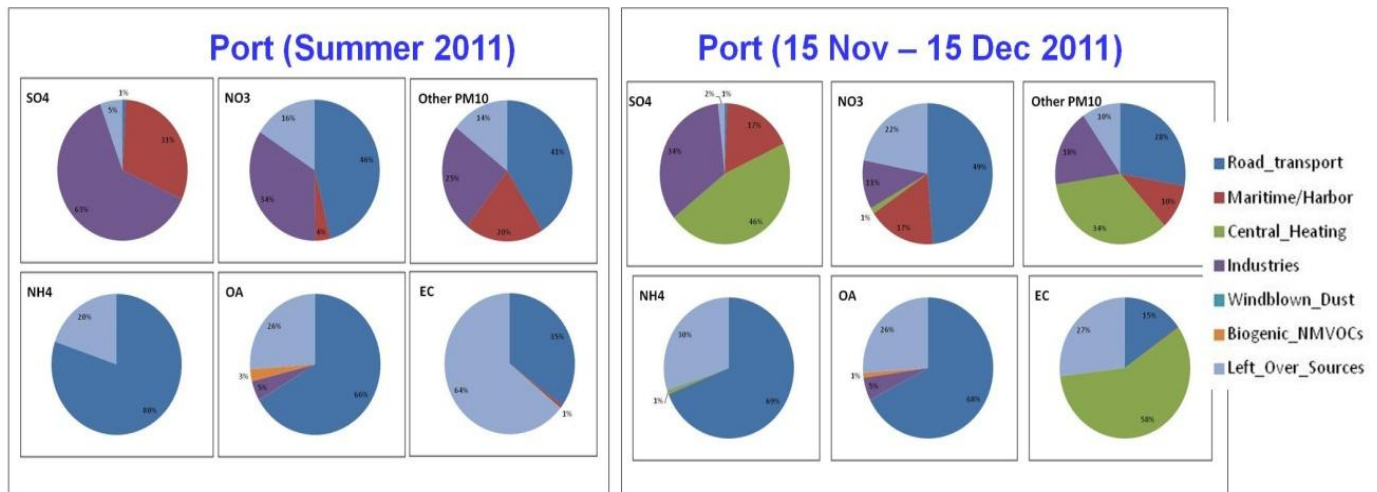 Port (Summer 2011)
SO4
1%
5%
31%
63%
NO3
16%
46%
34%
4%
Other PM10
14%
41%
25%
20%
NH4
20%
80%
OA
26%
3%
5%
66%
EC
35%
64%
1%
Port (15 Nov – 15 Dec 2011)
SO4
2%
1%
17%
34%
46%
NO3
22%
49%
11%
1%
17%
Other PM10
10%
28%
18%
10%
34%
NH4
30%
1%
69%
OA
26%
1%
5%
68%
EC
27%
15%
58%
Road_transport
Maritime/Harbor
Central_Heating
Industries
Windblown_Dust
Biogenic_NMVOCs
Left_Over_Sources